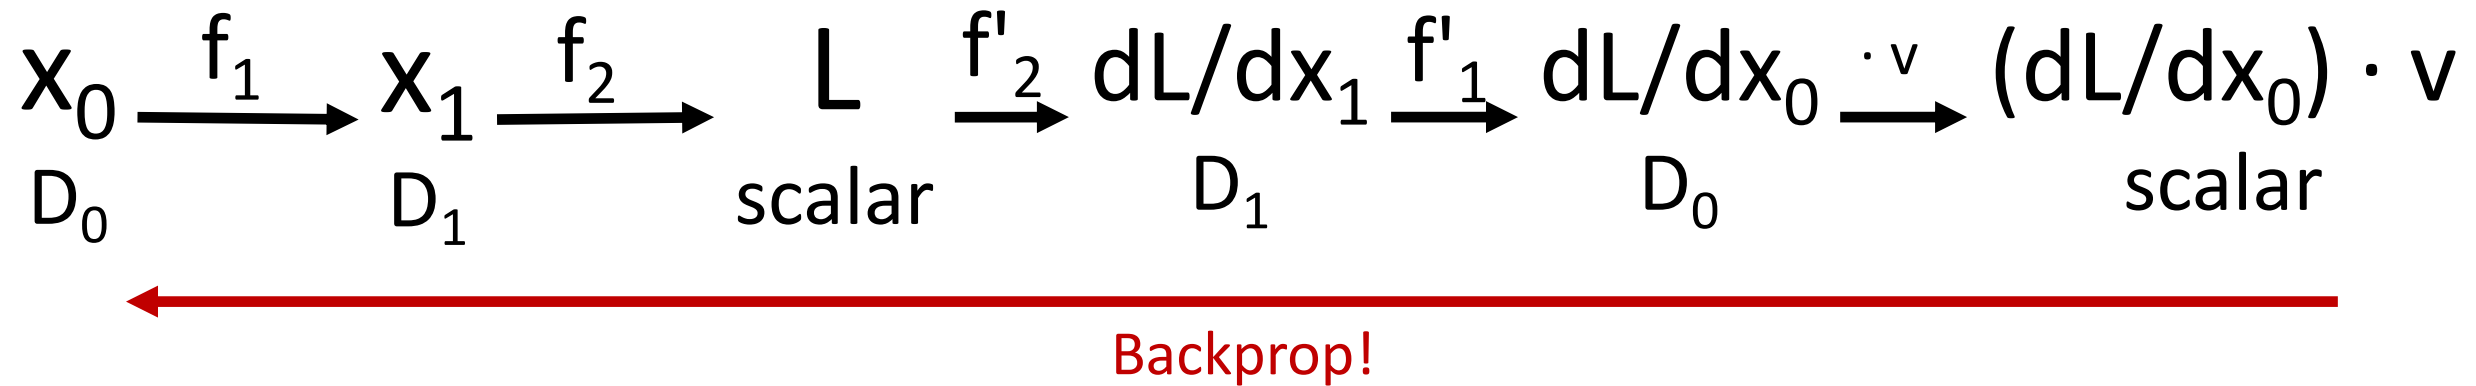 x₀ f₁ x₁ f₂ L f'₂ dL/dx₁ f'₁ dL/dx₀ · v (dL/dx₀) · v
D₀ D₁ scalar D₁ D₀ scalar
Backprop!